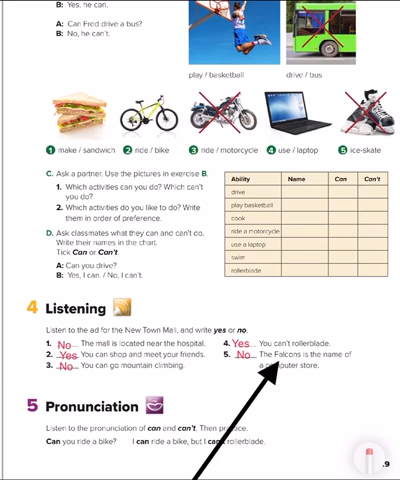 B: Yes, he can.
A: Can Fred drive a bus?
B: No, he can't.
play / basketball
drive / bus
1 make / sandwich
2 ride / bike
3 ride / motorcycle
4 use / laptop
5 ice-skate
C. Ask a partner. Use the pictures in exercise B.
1. Which activities can you do? Which can't
you do?
2. Which activities do you like to do? Write
them in order of preference.
D. Ask classmates what they can and can't do.
Write their names in the chart.
Tick Can or Can't
A: Can you drive?
B: Yes, I can. / No, I can't.
Ability Name Can Can't
drive
play basketball
cook
ride a motorcycle
use a laptop
swim
rollerblade
4 Listening
Listen to the ad for the New Town Mall, and write yes or no.
1. No The mall is located near the hospital.
2. Yes You can shop and meet your friends.
3. No You can go mountain climbing.
4. Yes You can't rollerblade.
5. No The Falcons is the name of
a computer store.
5 Pronunciation
Listen to the pronunciation of can and can't. Then practice.
Can you ride a bike? I can ride a bike, but I can't rollerblade.